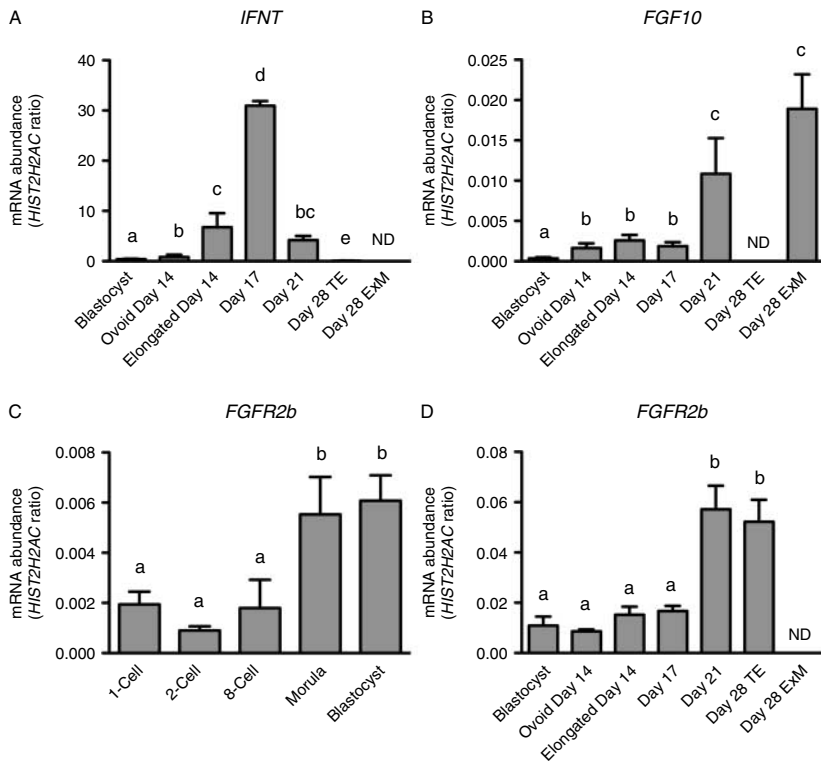 A
IFNT
mRNA abundance
(HIST2H2AC ratio)
40
30
20
10
0
a
b
c
d
bc
e
ND
Blastocyst
Ovoid Day 14
Elongated Day 14
Day 17
Day 21
Day 28 TE
Day 28 ExM
B
FGF10
mRNA abundance
(HIST2H2AC ratio)
0.025
0.020
0.015
0.010
0.005
0.000
a
b
b
b
c
ND
c
Blastocyst
Ovoid Day 14
Elongated Day 14
Day 17
Day 21
Day 28 TE
Day 28 ExM
C
FGFR2b
mRNA abundance
(HIST2H2AC ratio)
0.008
0.006
0.004
0.002
0.000
a
a
a
b
b
1-Cell
2-Cell
8-Cell
Morula
Blastocyst
D
FGFR2b
mRNA abundance
(HIST2H2AC ratio)
0.08
0.06
0.04
0.02
0.00
a
a
a
a
b
b
ND
Blastocyst
Ovoid Day 14
Elongated Day 14
Day 17
Day 21
Day 28 TE
Day 28 ExM